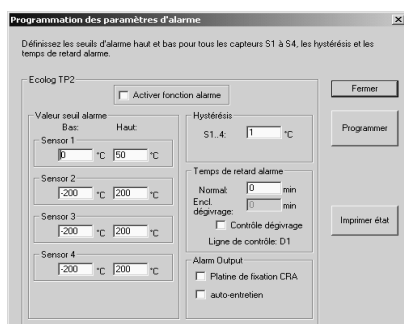 Programmation des paramètres d'alarme
Définissez les seuils d'alarme haut et bas pour tous les capteurs S1 à S4, les hystérésis et les
temps de retard alarme.
Ecolog TP2
Activer fonction alarme
Fermer
Programmer
Imprimer état
Valeur seuil alarme
Bas: Haut:
Sensor 1
0 °C 50 °C
Sensor 2
-200 °C 200 °C
Sensor 3
-200 °C 200 °C
Sensor 4
-200 °C 200 °C
Hystérésis
S1..4: 1 °C
Temps de retard alarme
Normal: 0 min
Encl. dégivrage: 0 min
Contrôle dégivrage
Ligne de contrôle: D1
Alarm Output
Platine de fixation CRA
auto-entretien